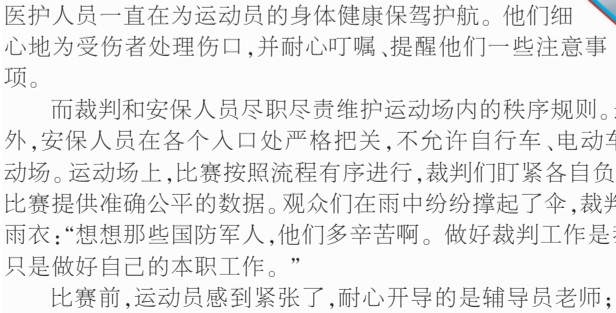 医护人员一直在为运动员的身体健康保驾护航。他们细
心地为受伤者处理伤口,并耐心叮嘱、提醒他们一些注意事
项。
而裁判和安保人员尽职尽责维护运动场内的秩序规则。
外,安保人员在各个入口处严格把关,不允许自行车、电动车
动场。运动场上,比赛按照流程有序进行,裁判们盯紧各自负
比赛提供准确公平的数据。观众们在雨中纷纷撑起了伞,裁判
雨衣:“想想那些国防军人,他们多辛苦啊。做好裁判工作是
只是做好自己的本职工作。”
比赛前,运动员感到紧张了,耐心开导的是辅导员老师;